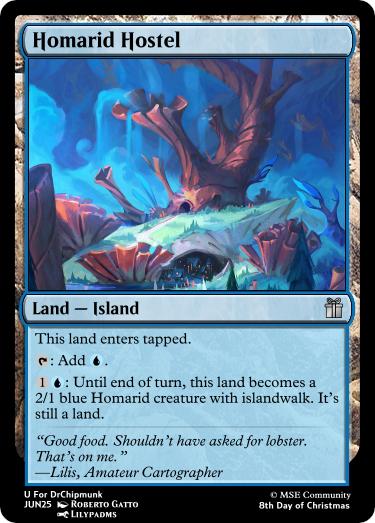 Homarid Hostel
Land — Island
This land enters tapped.
: Add .
1 : Until end of turn, this land becomes a
2/1 blue Homarid creature with islandwalk. It's
still a land.
"Good food. Shouldn't have asked for lobster.
That's on me."
—Lilis, Amateur Cartographer
U For DrChipmunk
JUN25 Roberto Gatto
Lilypadms
© MSE Community
8th Day of Christmas